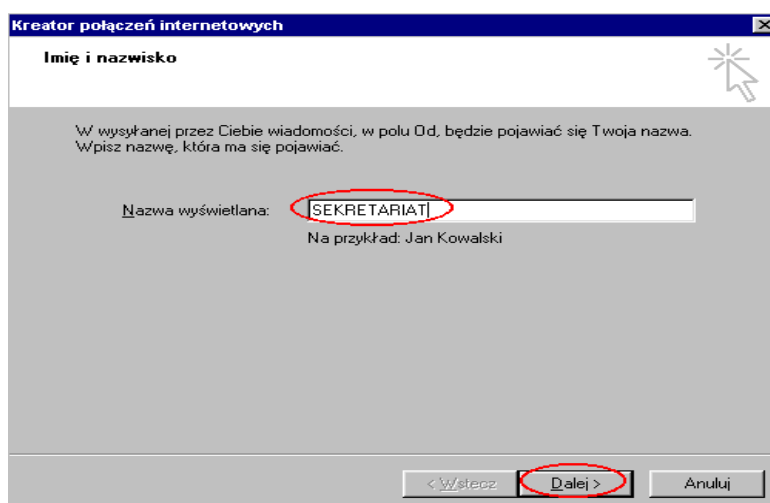 Kreator połączeń internetowych
Imię i nazwisko
W wysyłanej przez Ciebie wiadomości, w polu Od, będzie pojawiać się Twoja nazwa.
Wpisz nazwę, która ma się pojawiać.
Nazwa wyświetlana: SEKRETARIAT
Na przykład: Jan Kowalski
< Wstecz Dalej > Anuluj